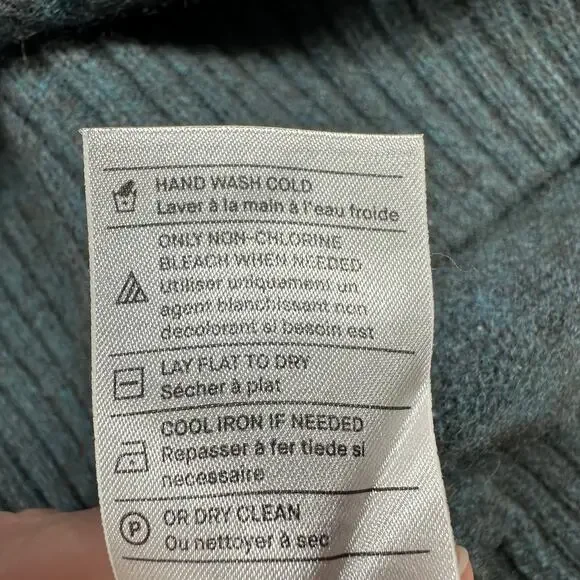 HAND WASH COLD
Laver à la main à l'eau froide
ONLY NON-CHLORINE
BLEACH WHEN NEEDED
Utiliser uniquement un
agent blanchissant non
decolorant si besoin est
LAY FLAT TO DRY
Sécher à plat
COOL IRON IF NEEDED
Repasser à fer tiede si
necessaire
P OR DRY CLEAN
Ou nettoyer à sec